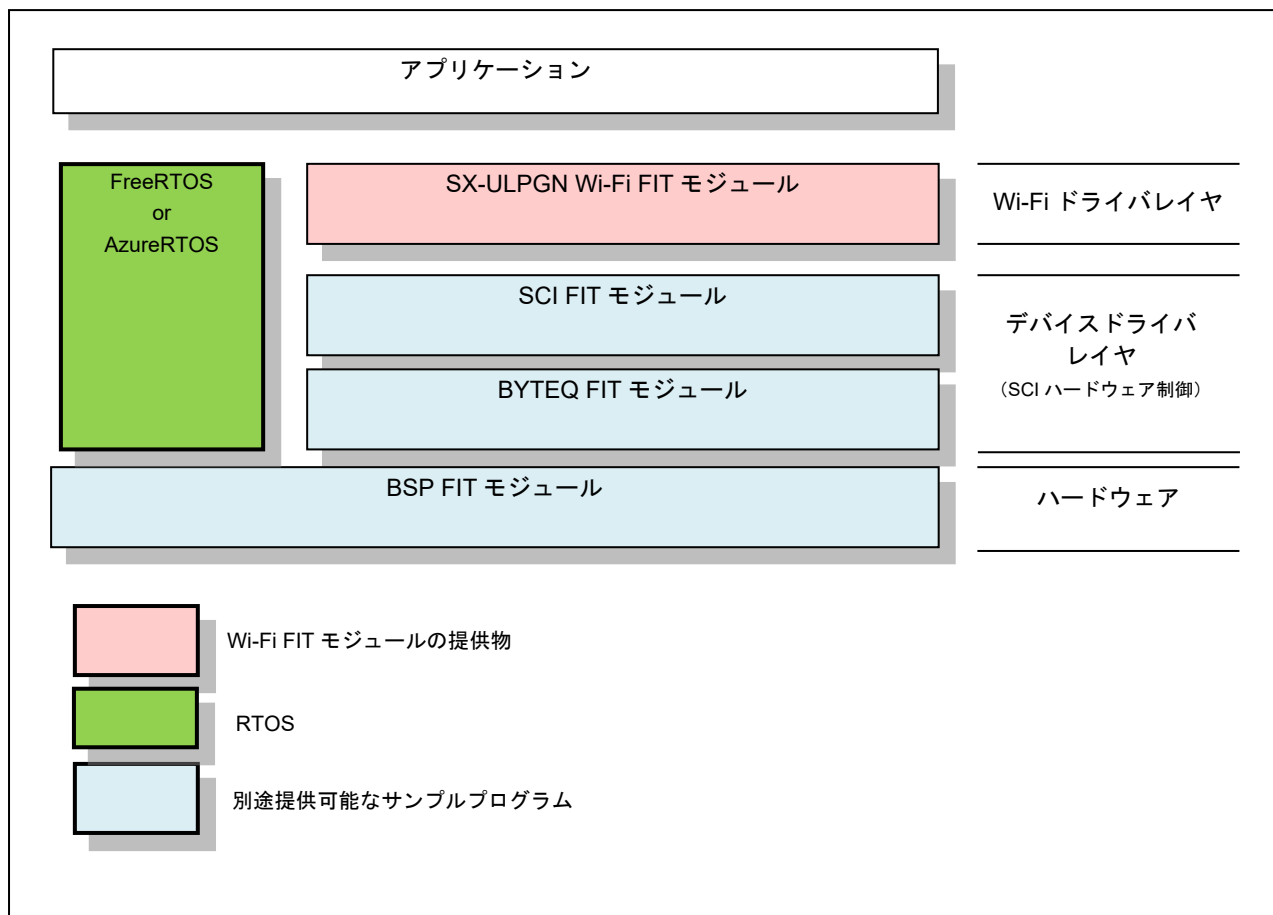 アプリケーション
FreeRTOS
or
AzureRTOS
SX-ULPGN Wi-Fi FIT モジュール
Wi-Fi ドライバレイヤ
SCI FIT モジュール
デバイスドライバ
レイヤ
（SCI ハードウェア制御）
BYTEQ FIT モジュール
BSP FIT モジュール
ハードウェア
Wi-Fi FIT モジュールの提供物
RTOS
別途提供可能なサンプルプログラム